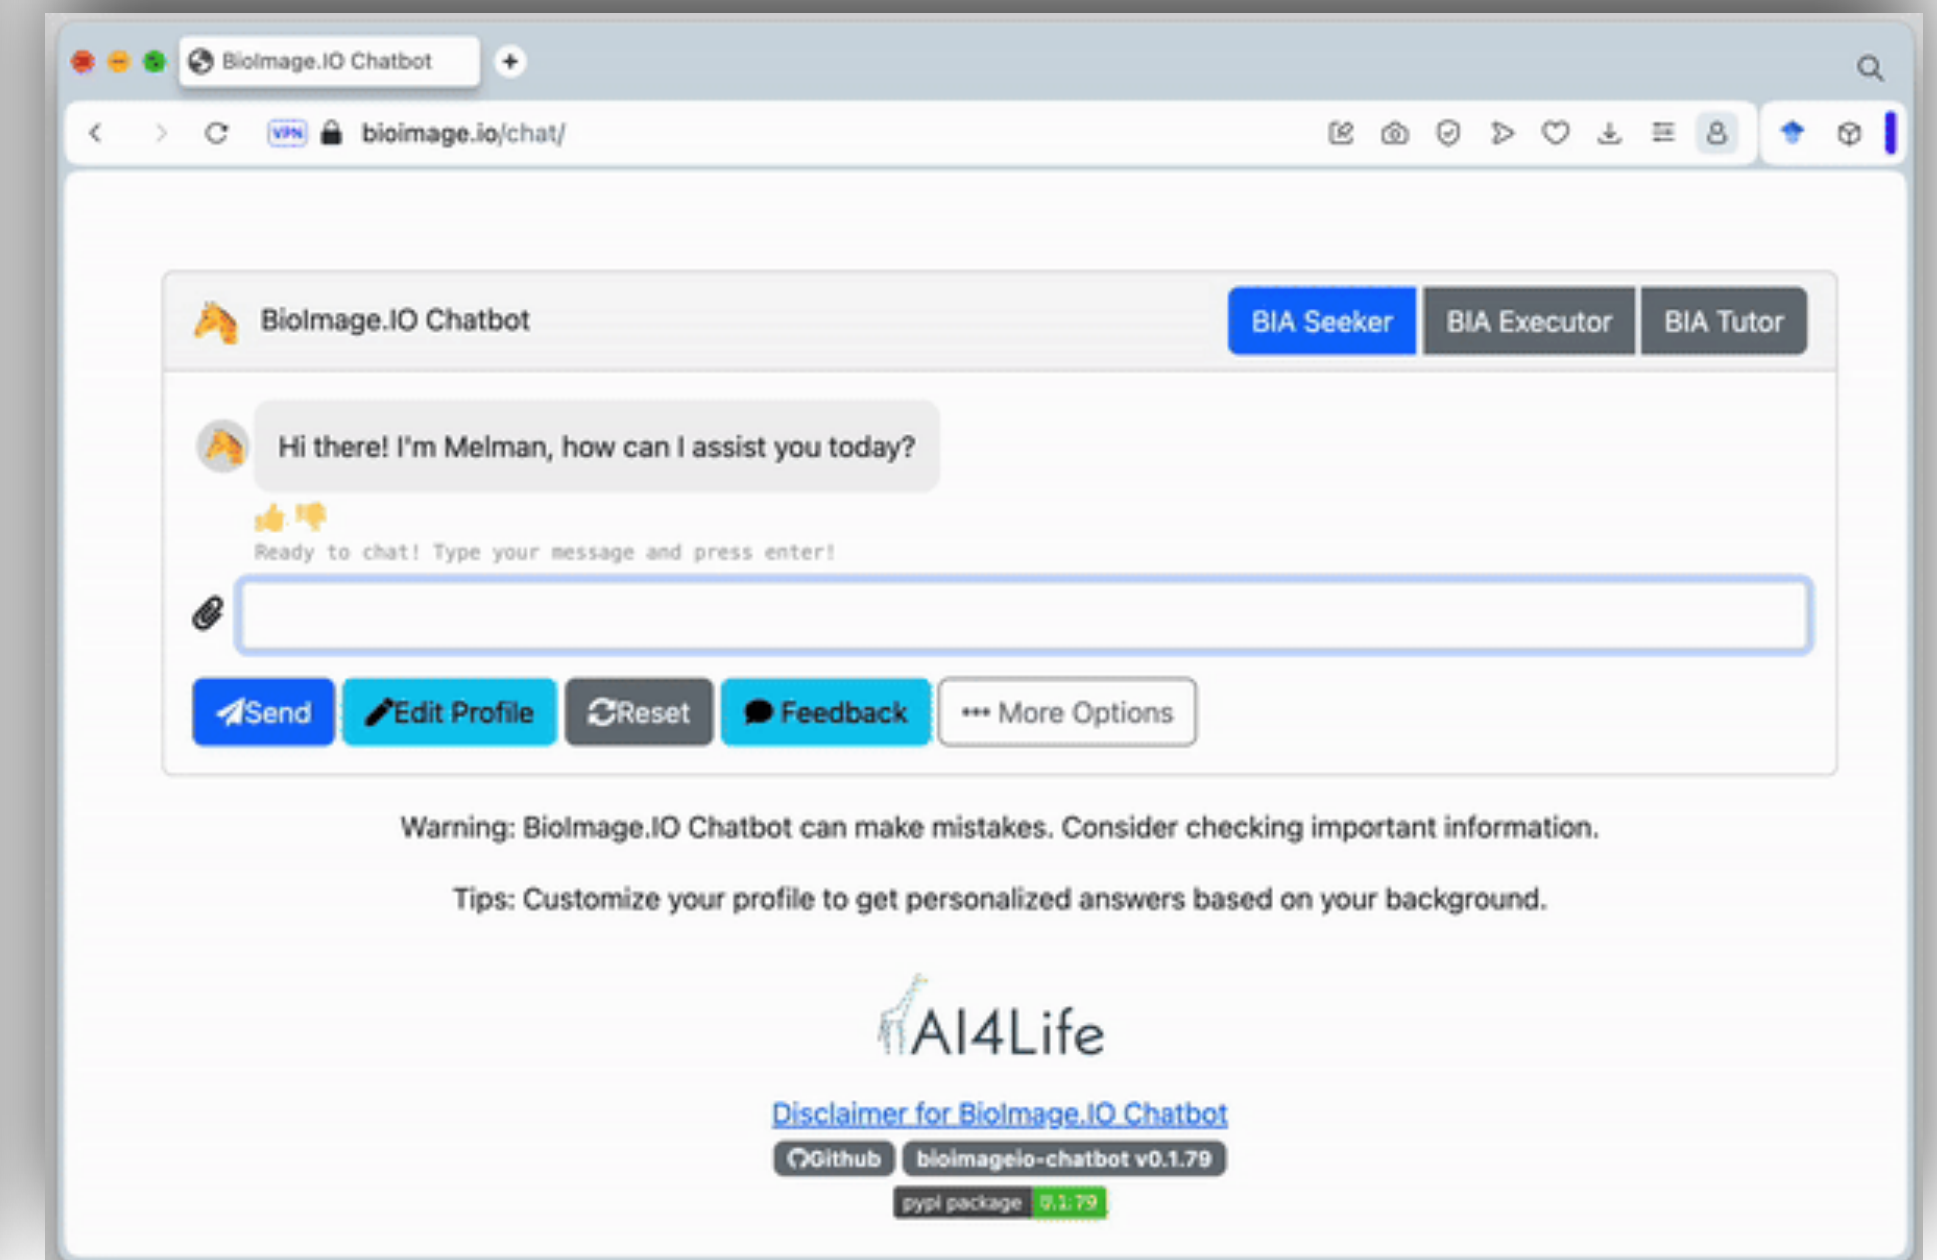 BioImage.IO Chatbot
VPN bioimage.io/chat/
BioImage.IO Chatbot BIA Seeker BIA Executor BIA Tutor
Hi there! I'm Melman, how can I assist you today?
Ready to chat! Type your message and press enter!
Send Edit Profile Reset Feedback ••• More Options
Warning: BioImage.IO Chatbot can make mistakes. Consider checking important information.
Tips: Customize your profile to get personalized answers based on your background.
AI4Life
Disclaimer for BioImage.IO Chatbot
Github bioimageio-chatbot v0.1.79
pypi package 0.1.79